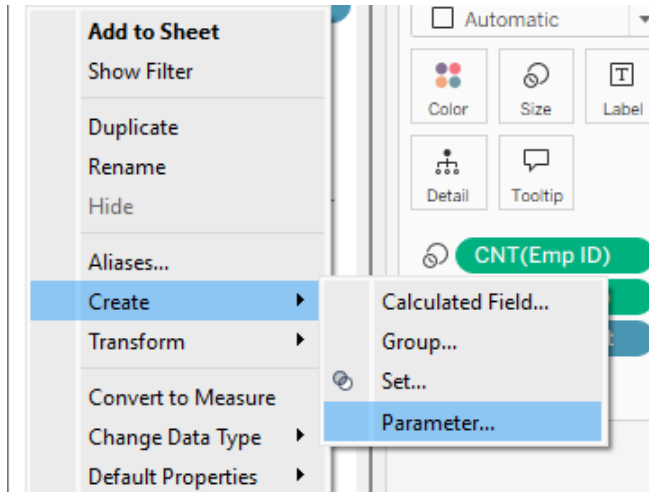 Add to Sheet
Show Filter
Duplicate
Rename
Hide
Aliases...
Create
Transform
Convert to Measure
Change Data Type
Default Properties
Calculated Field...
Group...
Set...
Parameter...
Automatic
Color Size Label
Detail Tooltip
CNT(Emp ID)